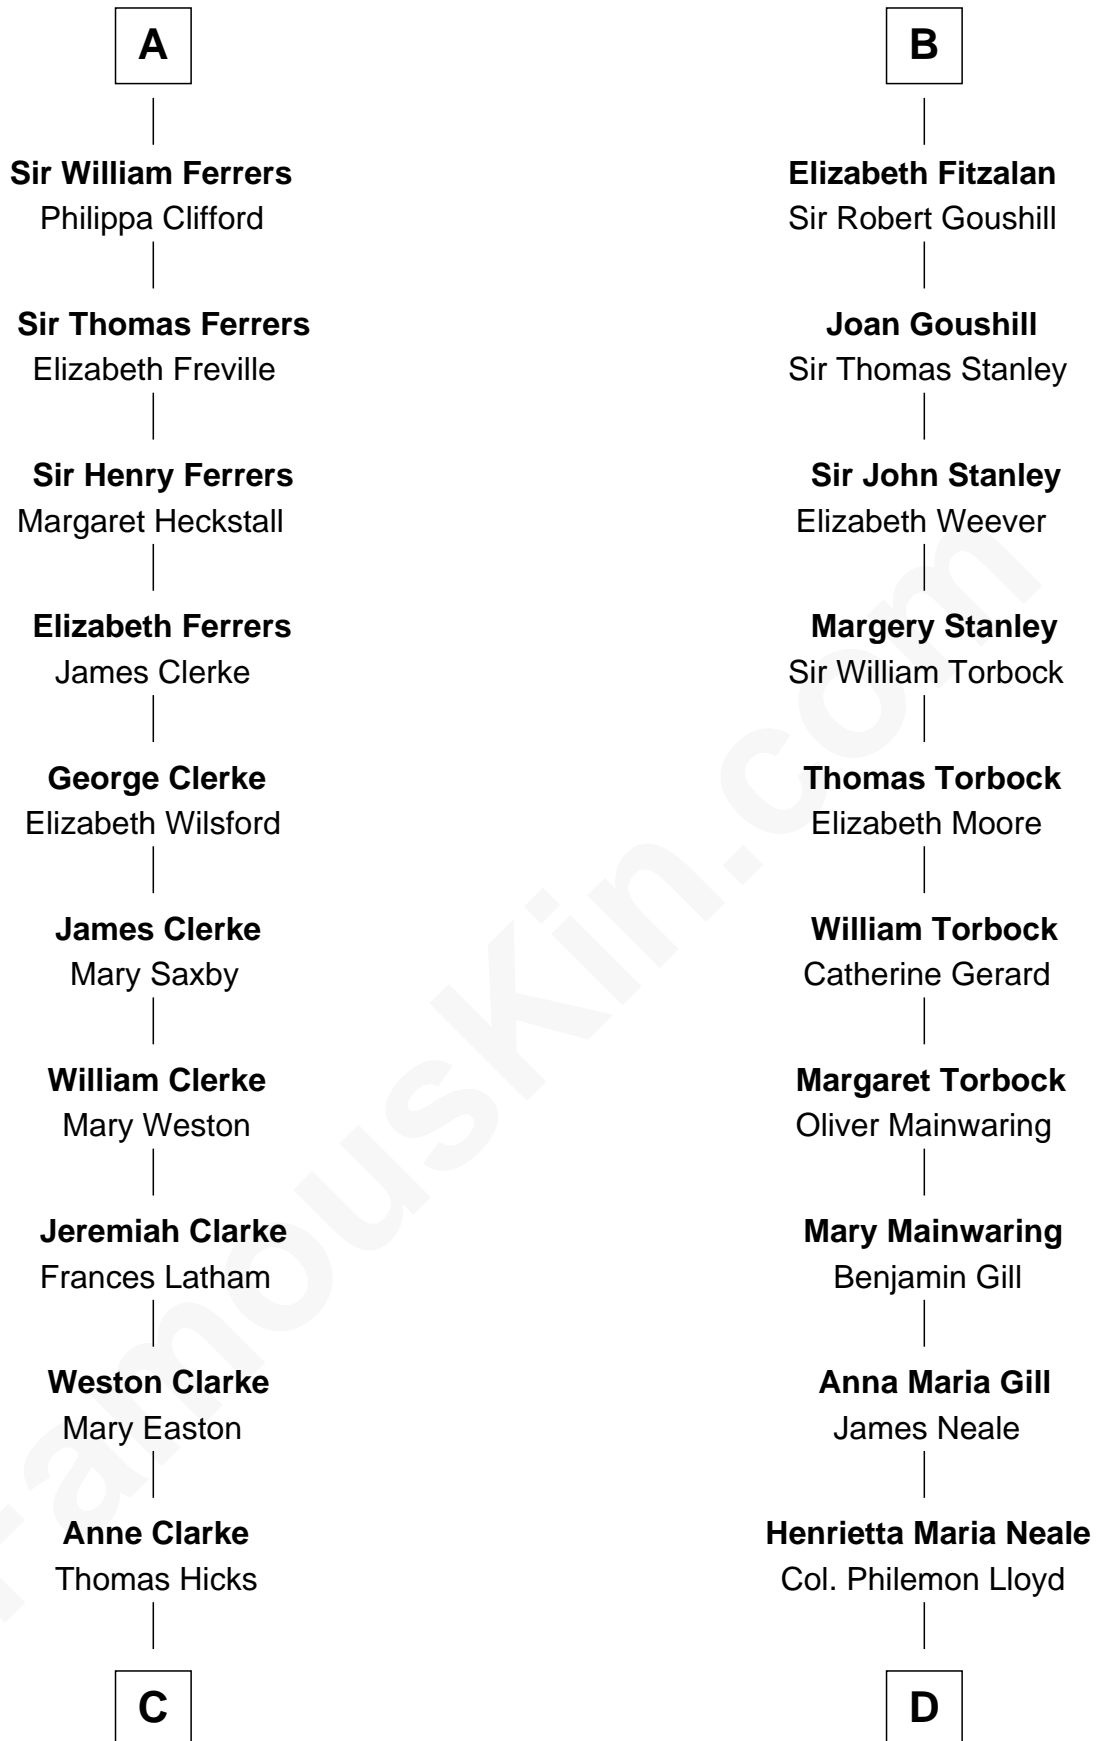 A
Sir William Ferrers
Philippa Clifford
Sir Thomas Ferrers
Elizabeth Freville
Sir Henry Ferrers
Margaret Heckstall
Elizabeth Ferrers
James Clerke
George Clerke
Elizabeth Wilsford
James Clerke
Mary Saxby
William Clerke
Mary Weston
Jeremiah Clarke
Frances Latham
Weston Clarke
Mary Easton
Anne Clarke
Thomas Hicks
C
B
Elizabeth Fitzalan
Sir Robert Goushill
Joan Goushill
Sir Thomas Stanley
Sir John Stanley
Elizabeth Weever
Margery Stanley
Sir William Torbock
Thomas Torbock
Elizabeth Moore
William Torbock
Catherine Gerard
Margaret Torbock
Oliver Mainwaring
Mary Mainwaring
Benjamin Gill
Anna Maria Gill
James Neale
Henrietta Maria Neale
Col. Philemon Lloyd
D
FamousKin.com